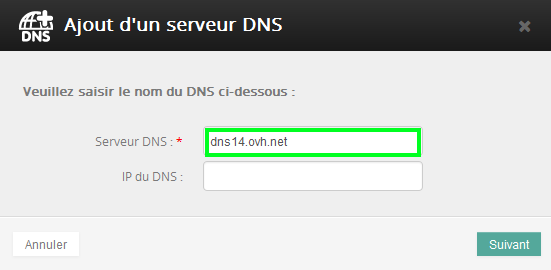 DNS
Ajout d'un serveur DNS
Veuillez saisir le nom du DNS ci-dessous :
Serveur DNS : *
dns14.ovh.net
IP du DNS :
Annuler
Suivant